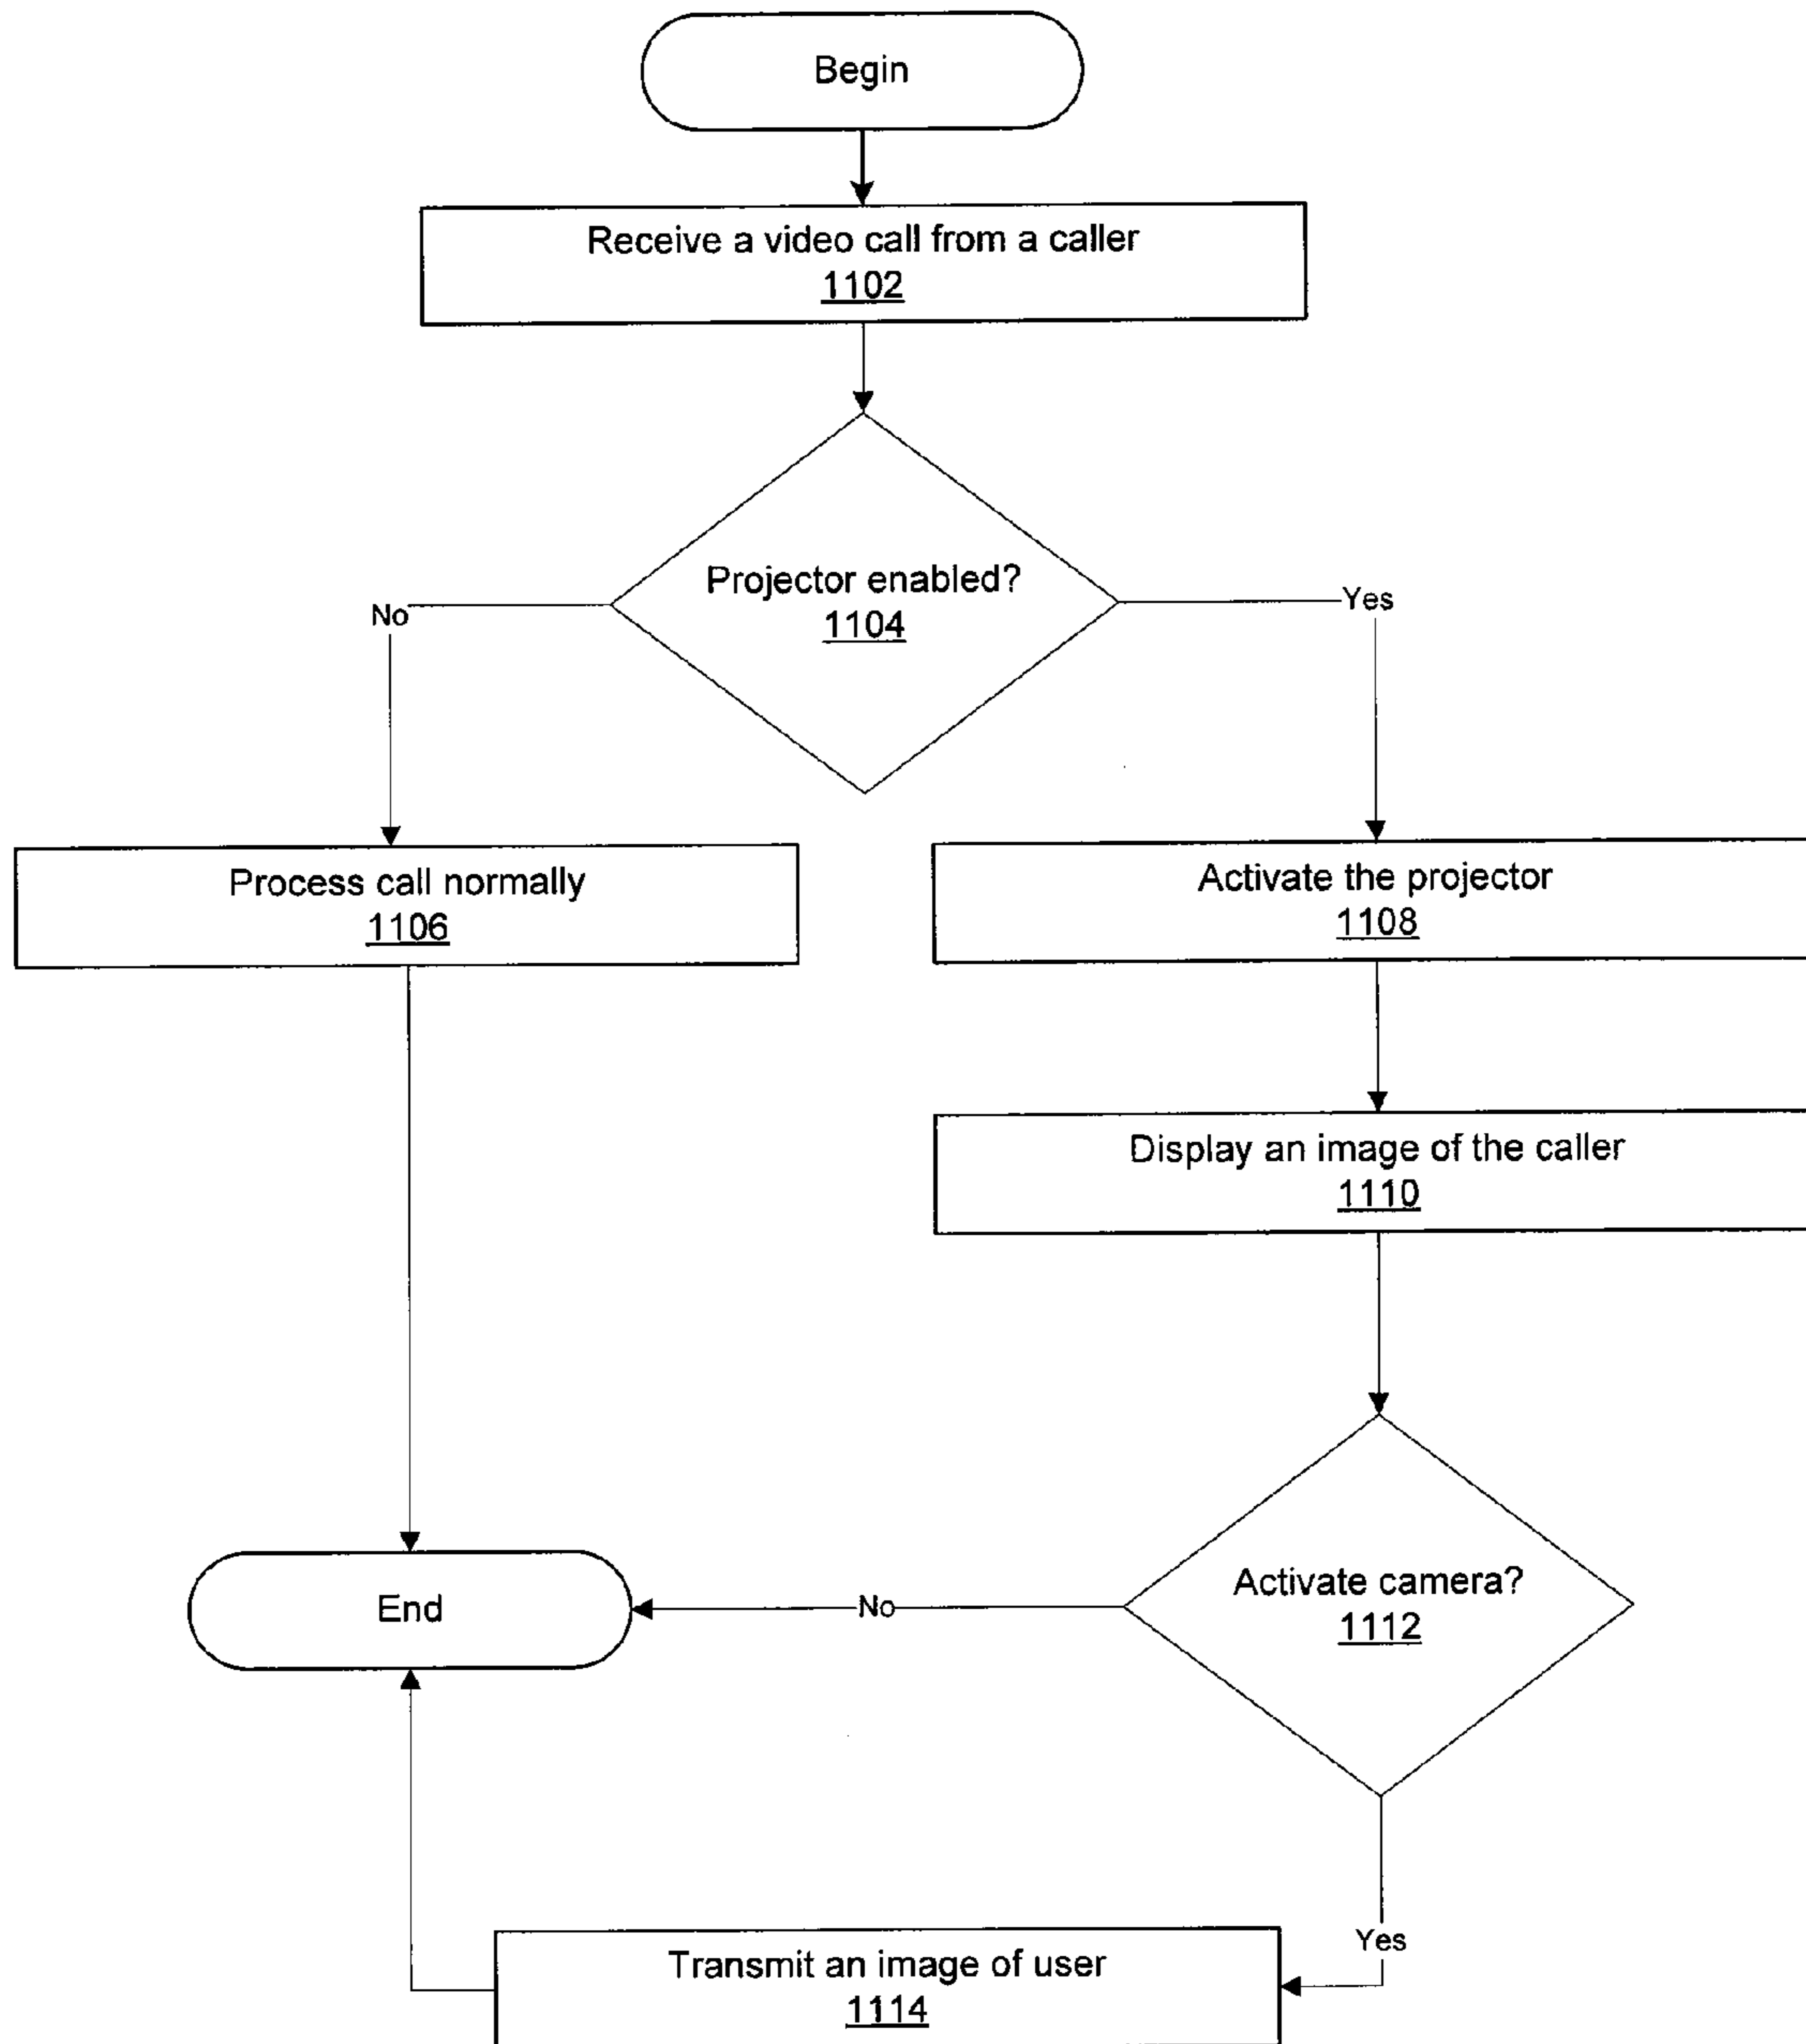 Begin
Receive a video call from a caller
1102
Projector enabled?
1104
No
Yes
Process call normally
1106
Activate the projector
1108
Display an image of the caller
1110
Activate camera?
1112
No
End
Yes
Transmit an image of user
1114